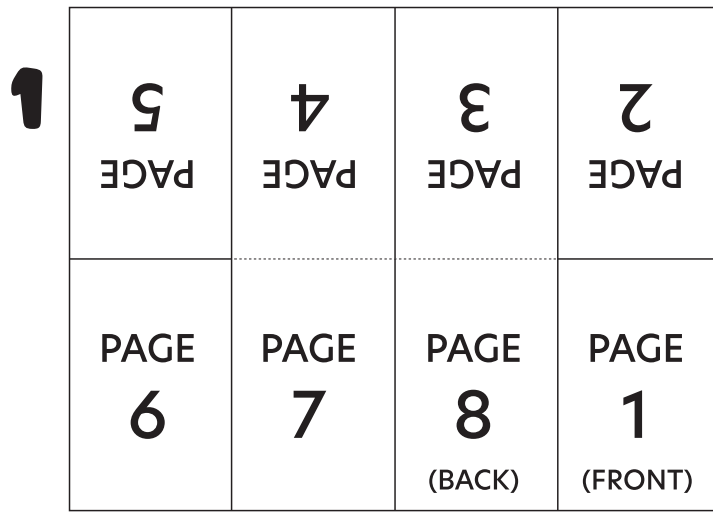 1
PAGE 5
PAGE 4
PAGE 3
PAGE 2
PAGE 6
PAGE 7
PAGE 8
(BACK)
PAGE 1
(FRONT)